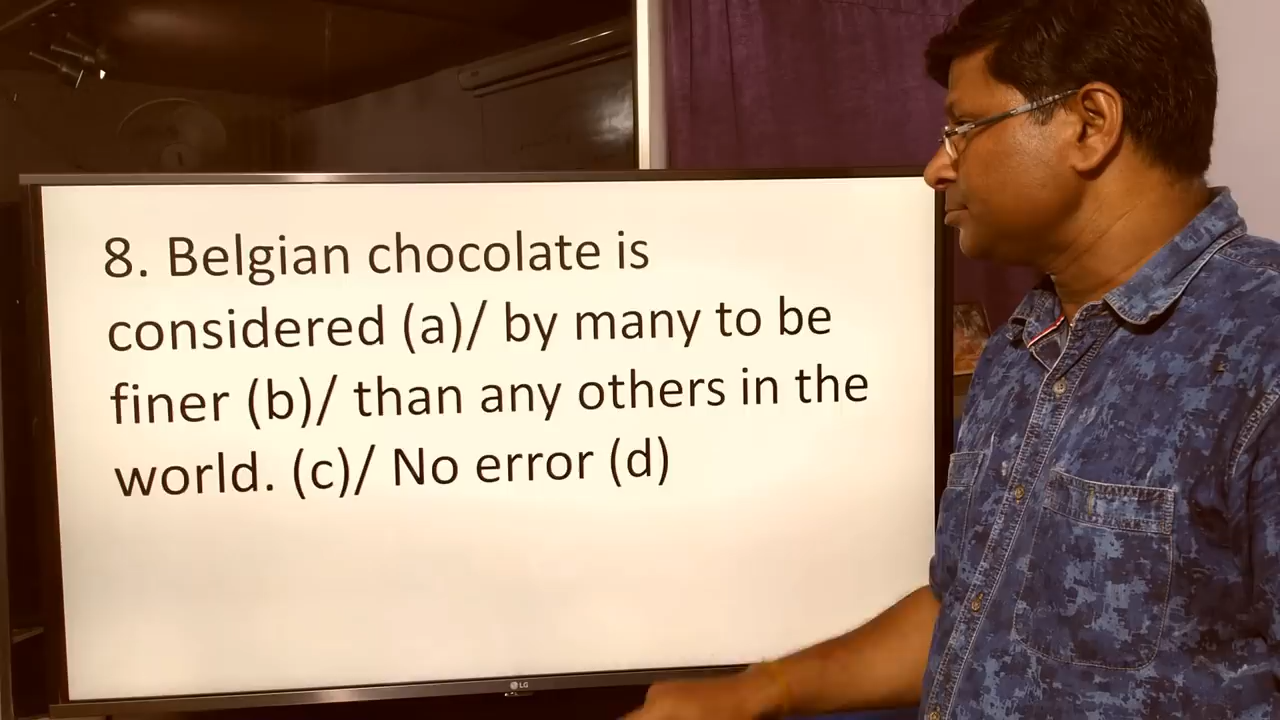 8. Belgian chocolate is
considered (a)/ by many to be
finer (b)/ than any others in the
world. (c)/ No error (d)
LG